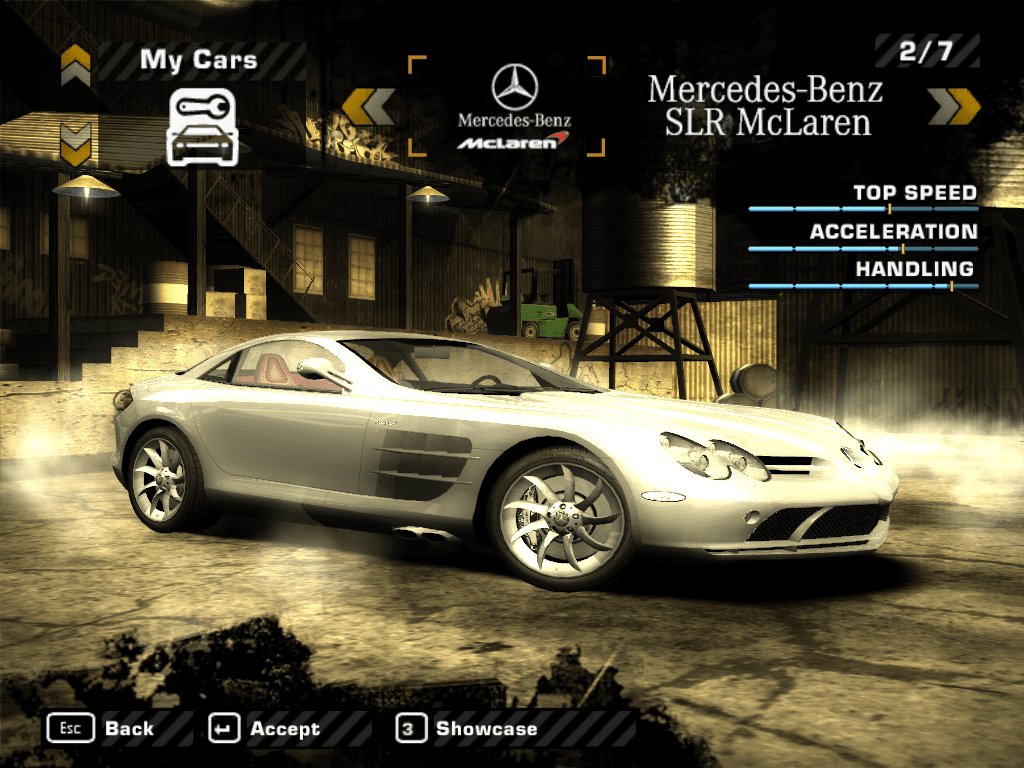 My Cars
2/7
Mercedes-Benz
McLaren
Mercedes-Benz
SLR McLaren
TOP SPEED
ACCELERATION
HANDLING
Esc Back
Accept
3 Showcase